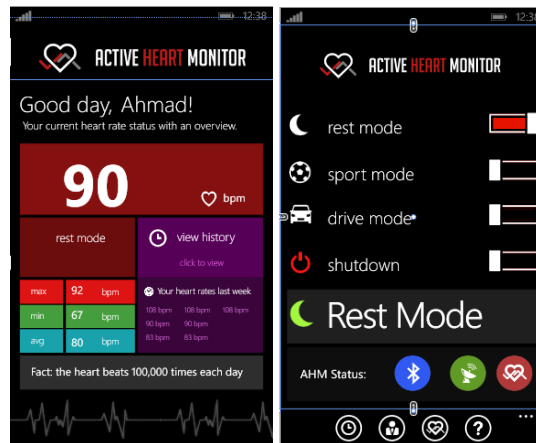 12:38
ACTIVE HEART MONITOR
Good day, Ahmad!
Your current heart rate status with an overview.
90
bpm
rest mode
view history
click to view
max 92 bpm
min 67 bpm
avg 80 bpm
Your heart rates last week
108 bpm 108 bpm 108 bpm
90 bpm 90 bpm
83 bpm 83 bpm
Fact: the heart beats 100,000 times each day
12:38
ACTIVE HEART MONITOR
rest mode
sport mode
drive mode
shutdown
Rest Mode
AHM Status: